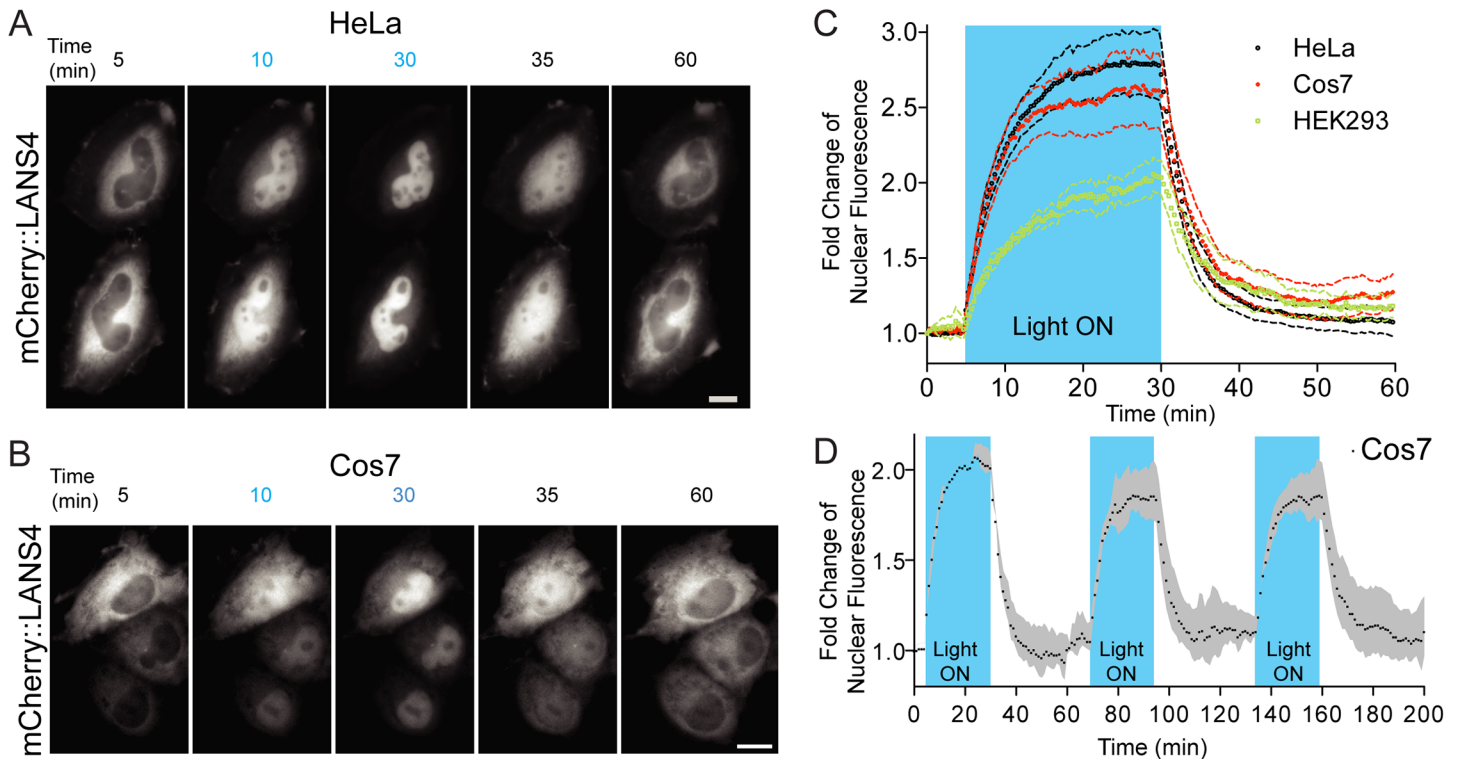 A
HeLa
Time
(min)
5
10
30
35
60
mCherry::LANS4
B
Cos7
Time
(min)
5
10
30
35
60
mCherry::LANS4
C
Fold Change of
Nuclear Fluorescence
3.0
2.5
2.0
1.5
1.0
Light ON
HeLa
Cos7
HEK293
0
10
20
30
40
50
60
Time (min)
D
Cos7
Fold Change of
Nuclear Fluorescence
2.0
1.5
1.0
Light
ON
Light
ON
Light
ON
0
20
40
60
80
100
120
140
160
180
200
Time (min)